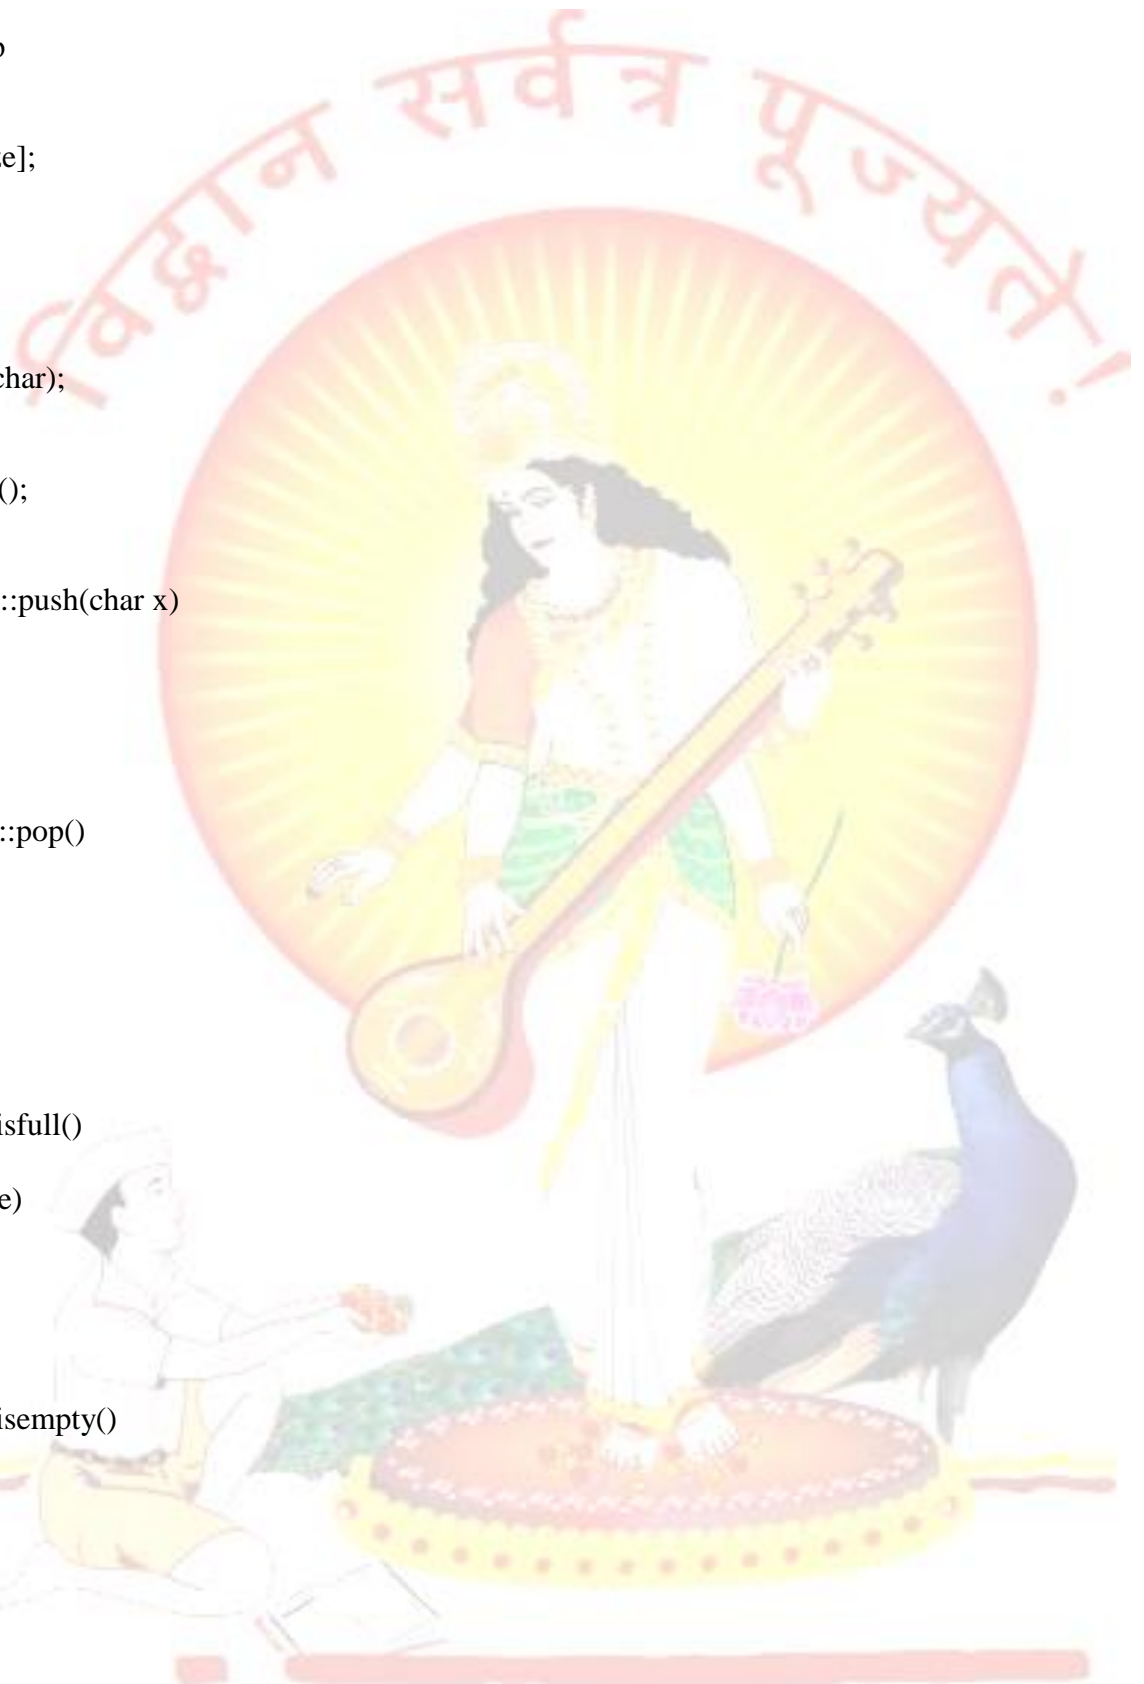 विद्वान सर्वत्र पूज्यते!
e];
char);
();
::push(char x)
::pop()
isfull()
e)
isempty()